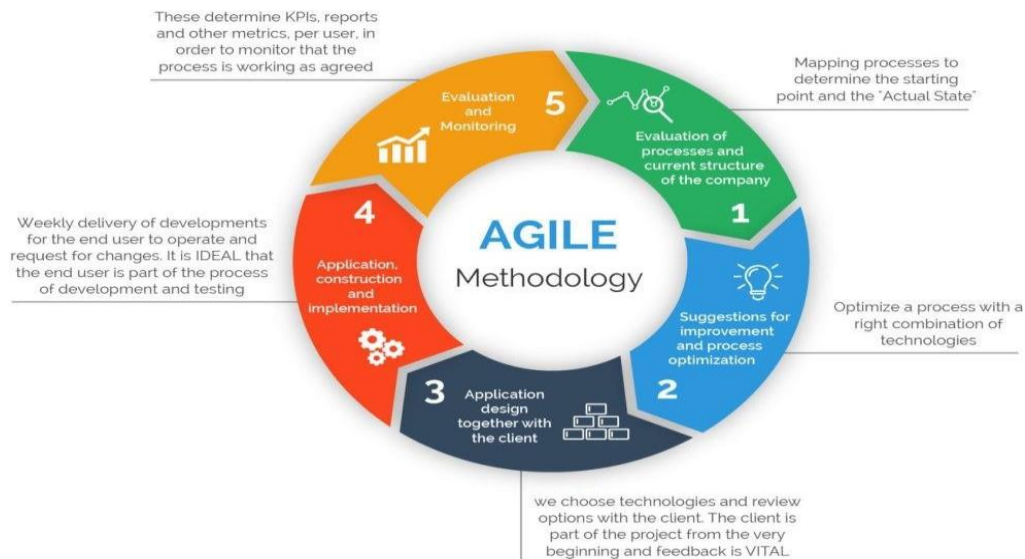 These determine KPIs, reports
and other metrics, per user, in
order to monitor that the
process is working as agreed
Evaluation
and
Monitoring
5
Mapping processes to
determine the starting
point and the "Actual State"
Evaluation of
processes and
current structure
of the company
1
Weekly delivery of developments
for the end user to operate and
request for changes. It is IDEAL that
the end user is part of the process
of development and testing
4
Application,
construction
and
implementation
AGILE
Methodology
Suggestions for
improvement
and process
optimization
2
Optimize a process with a
right combination of
technologies
3
Application
design
together with
the client
we choose technologies and review
options with the client. The client is
part of the project from the very
beginning and feedback is VITAL